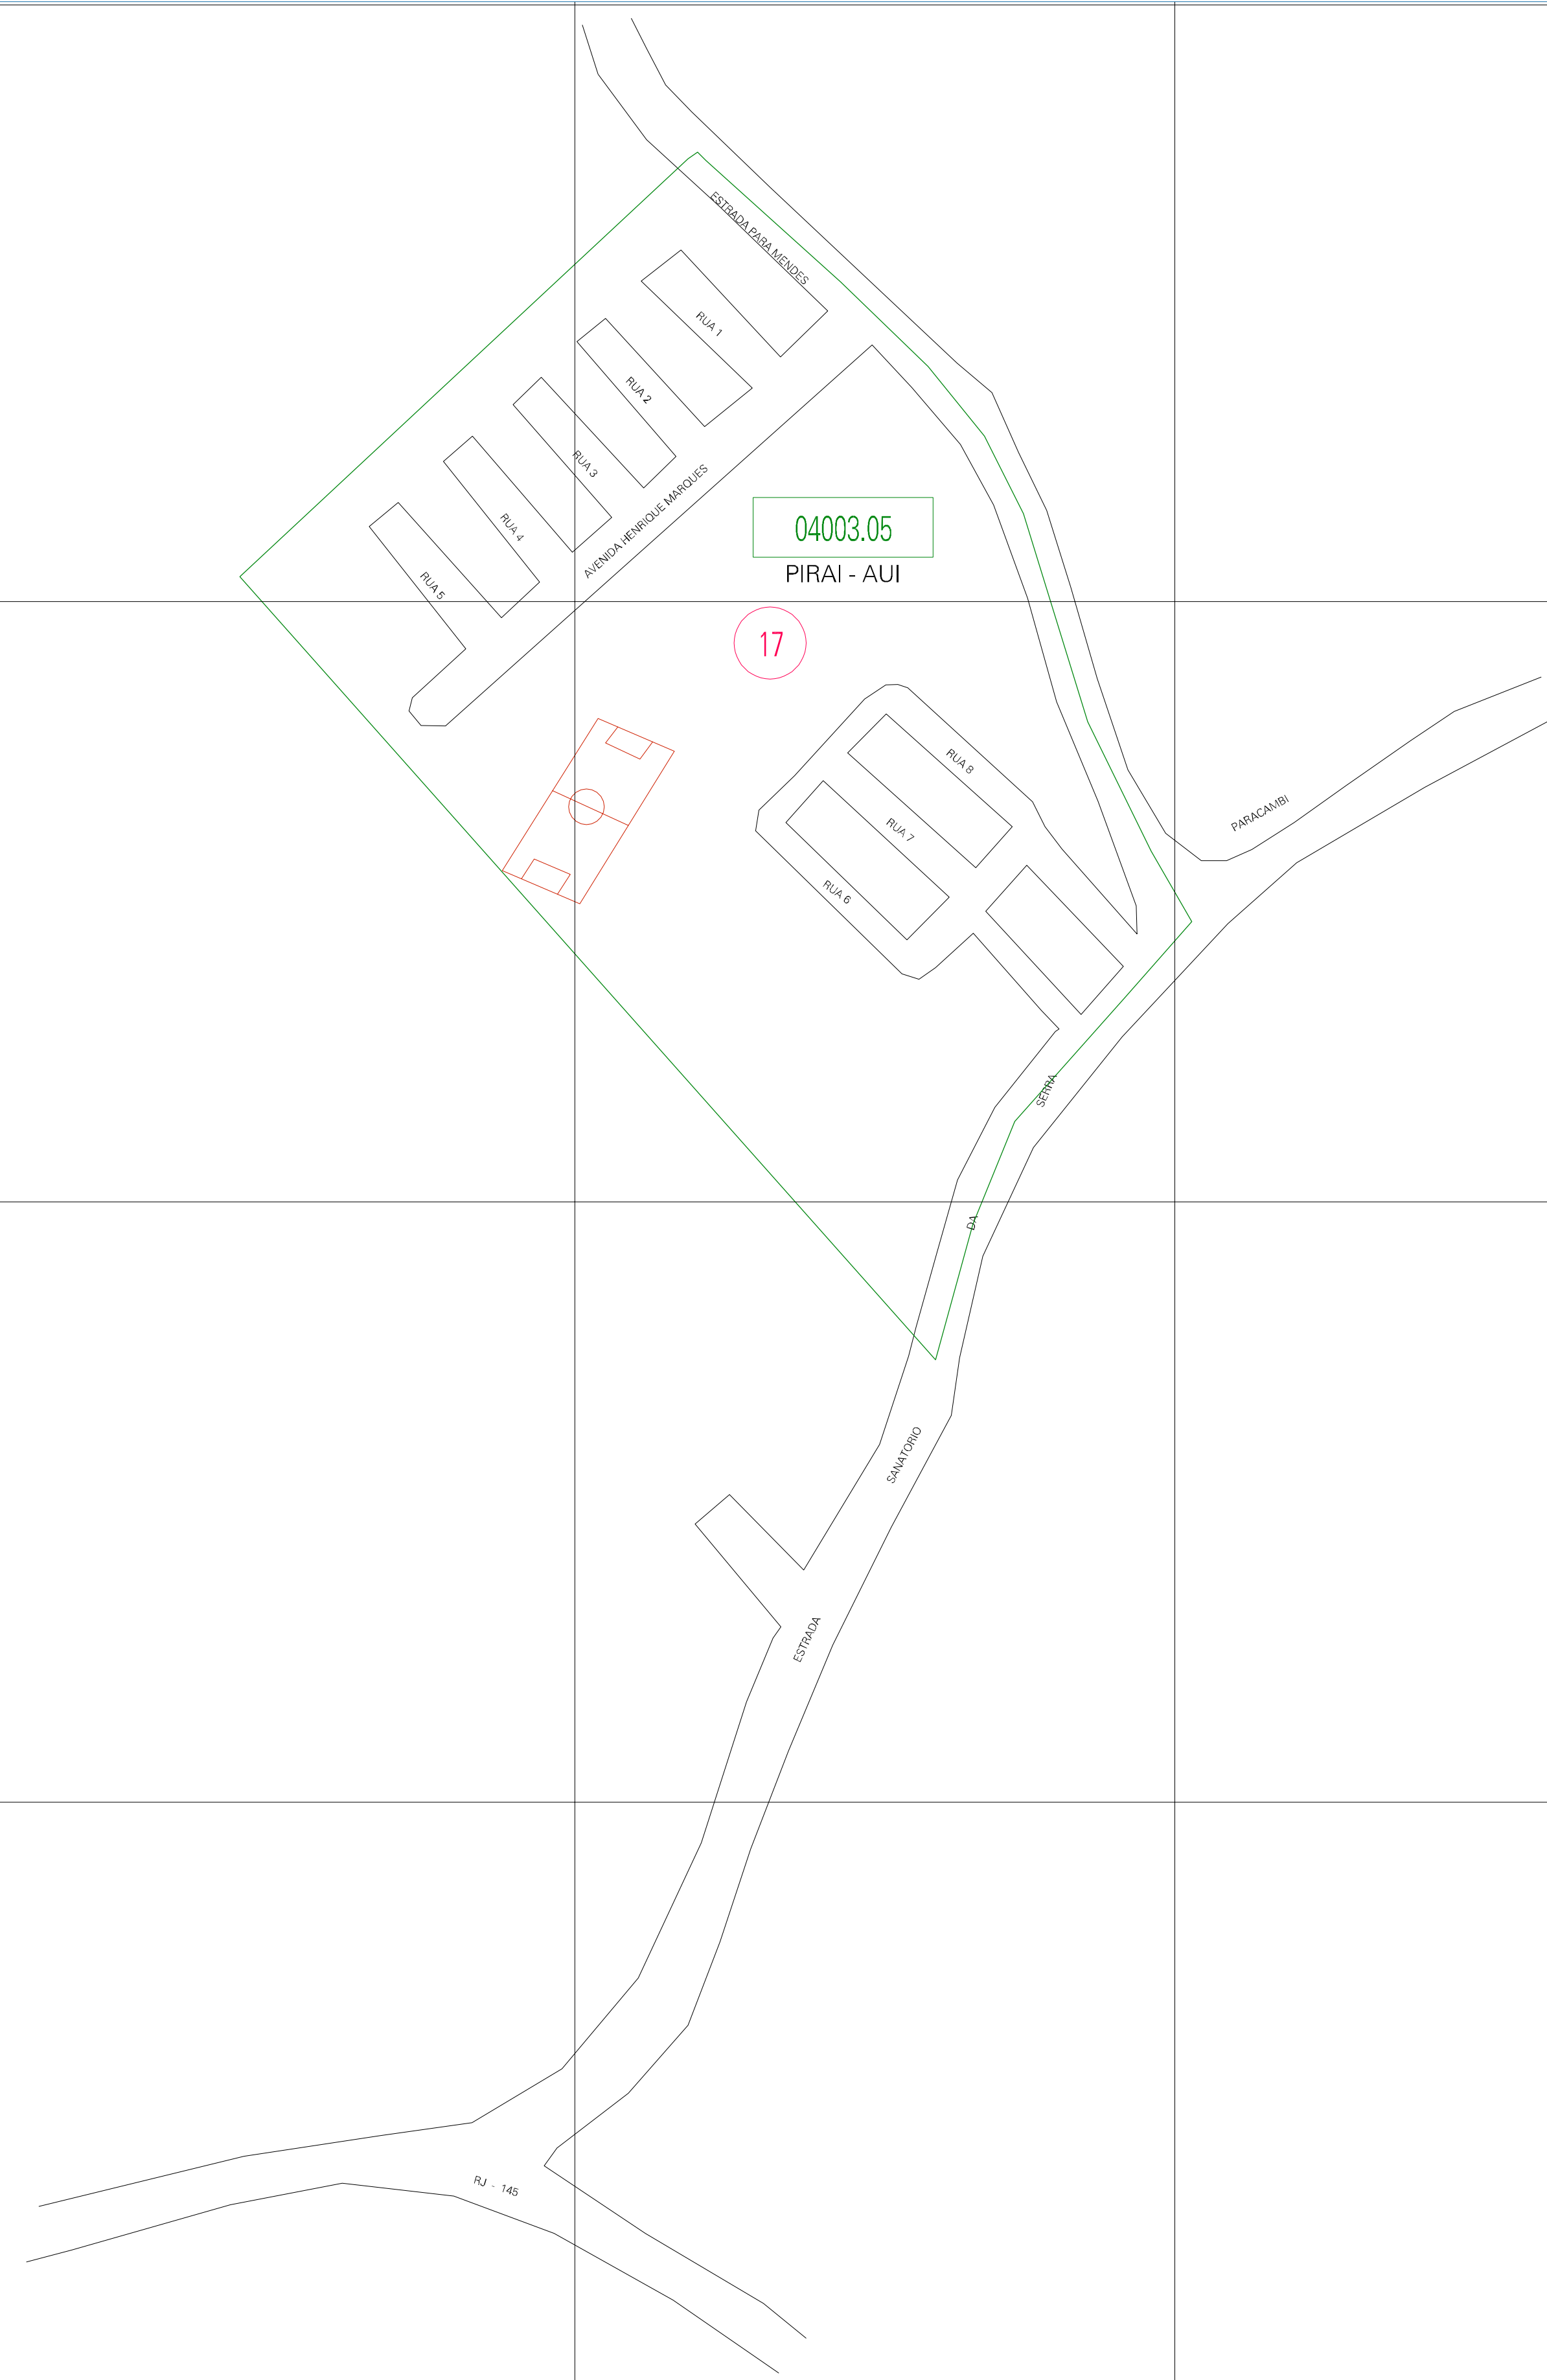 ESTRADA PARA MENDES
RUA 1
RUA 2
RUA 3
RUA 4
RUA 5
AVENIDA HENRIQUE MARQUES
04003.05
PIRAI - AUI
17
RUA 8
RUA 7
RUA 6
PARACAMBI
SERRA
DA
SANATORIO
ESTRADA
RJ - 145